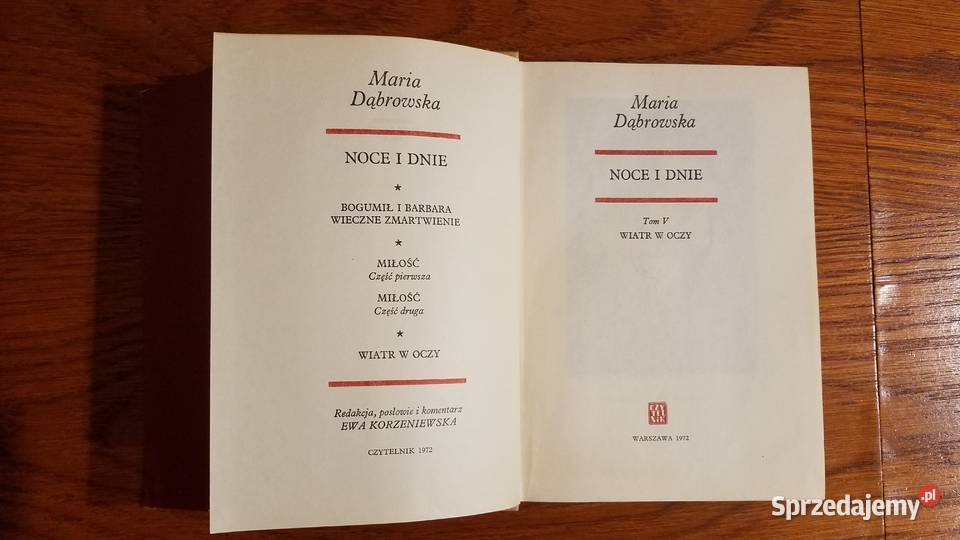 Maria
Dąbrowska
NOCE I DNIE
★
BOGUMIŁ I BARBARA
WIECZNE ZMARTWIENIE
★
MIŁOŚĆ
Część pierwsza
MIŁOŚĆ
Część druga
★
WIATR W OCZY
Redakcja, posłowie i komentarz
EWA KORZENIEWSKA
CZYTELNIK 1972
Maria
Dąbrowska
NOCE I DNIE
Tom V
WIATR W OCZY
WARSZAWA 1972
Sprzedajemy.pl